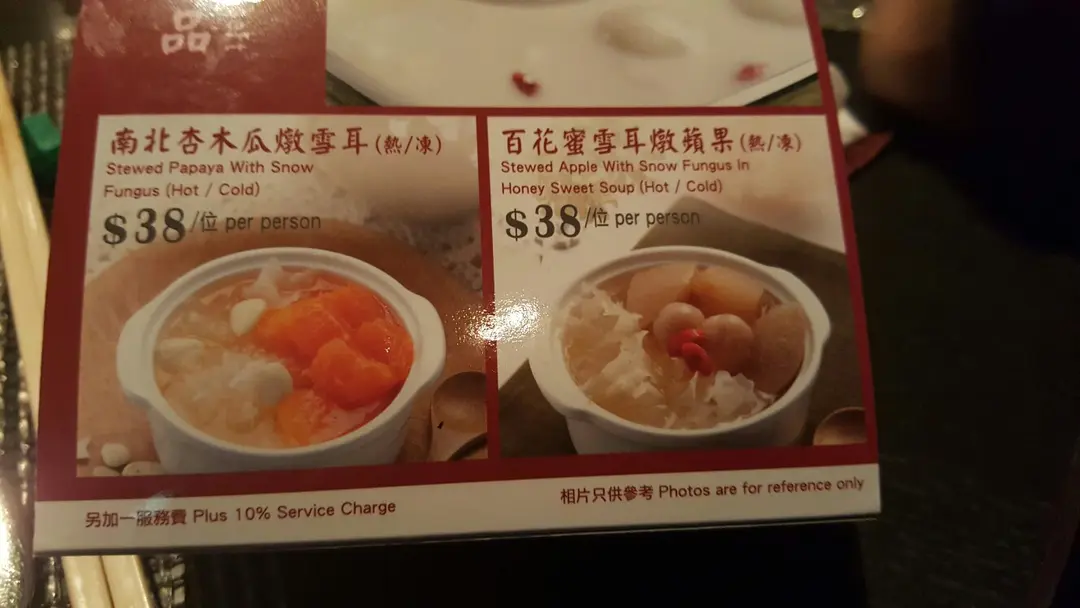 品
南北杏木瓜燉雪耳(熱/凍)
Stewed Papaya With Snow
Fungus (Hot / Cold)
$38/位 per person
百花蜜雪耳燉蘋果(熱/凍)
Stewed Apple With Snow Fungus In
Honey Sweet Soup (Hot / Cold)
$38/位 per person
另加一服務費 Plus 10% Service Charge
相片只供參考 Photos are for reference only